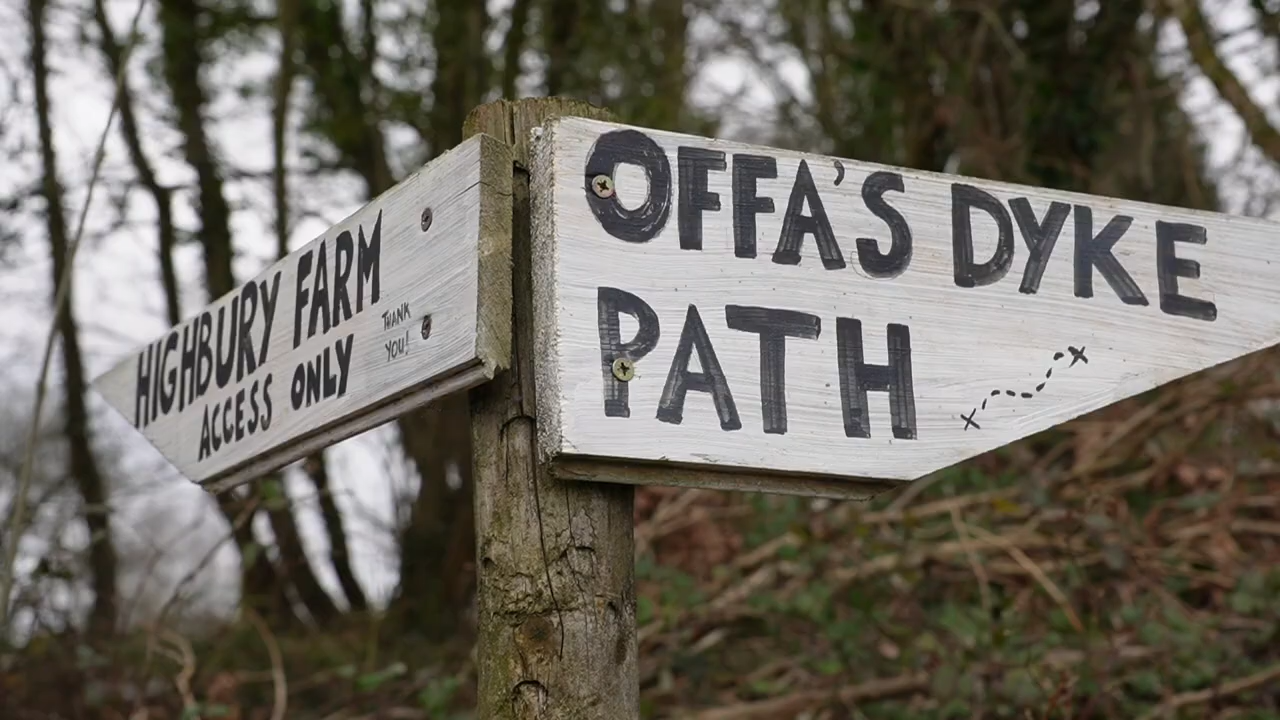 HIGHBURY FARM
ACCESS ONLY
THANK
YOU!
OFFA'S DYKE
PATH